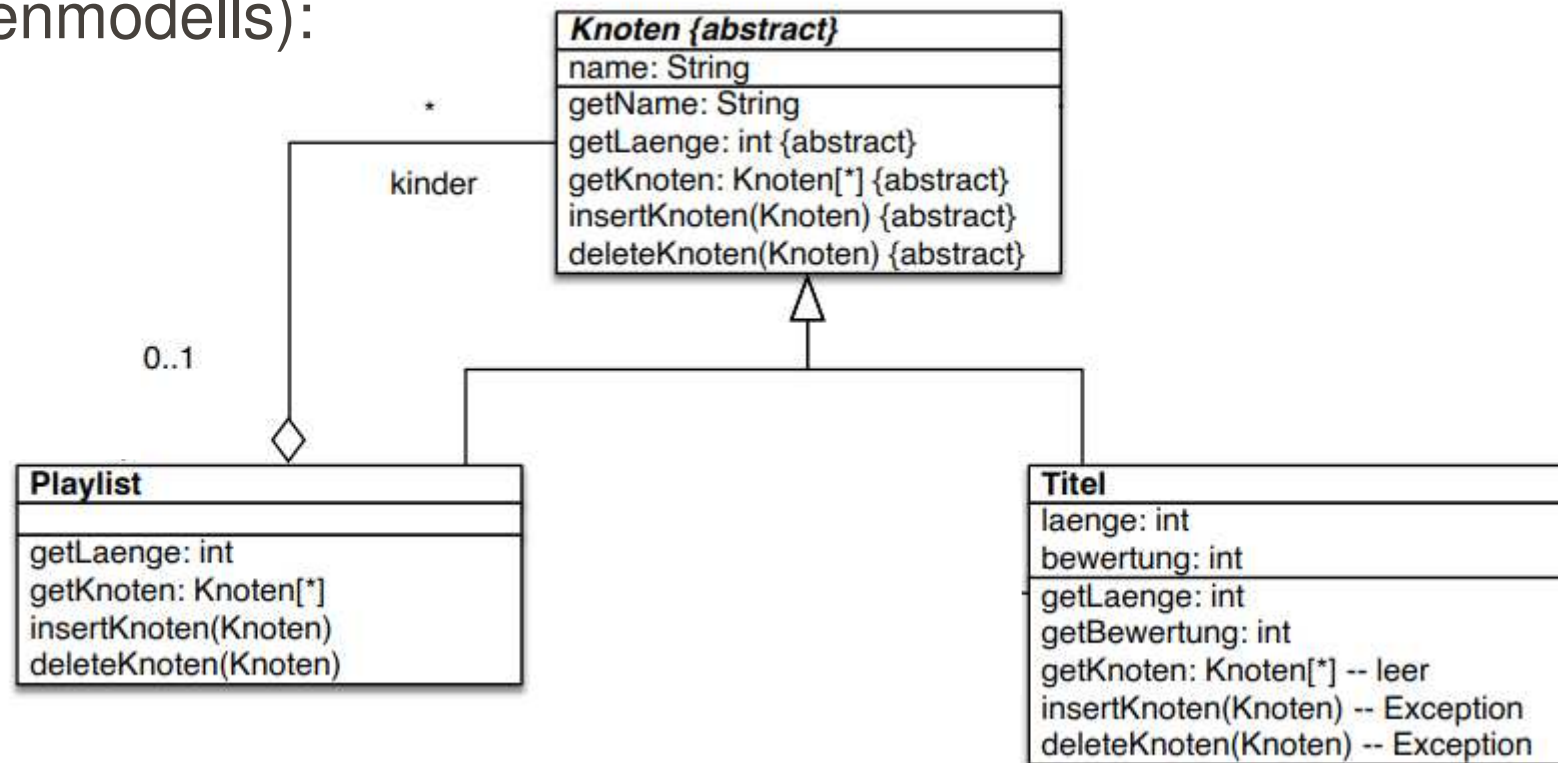 enmodells):
Knoten {abstract}
name: String
getName: String
getLaenge: int {abstract}
getKnoten: Knoten[*] {abstract}
insertKnoten(Knoten) {abstract}
deleteKnoten(Knoten) {abstract}
*
kinder
0..1
Playlist
getLaenge: int
getKnoten: Knoten[*]
insertKnoten(Knoten)
deleteKnoten(Knoten)
Titel
laenge: int
bewertung: int
getLaenge: int
getBewertung: int
getKnoten: Knoten[*] -- leer
insertKnoten(Knoten) -- Exception
deleteKnoten(Knoten) -- Exception